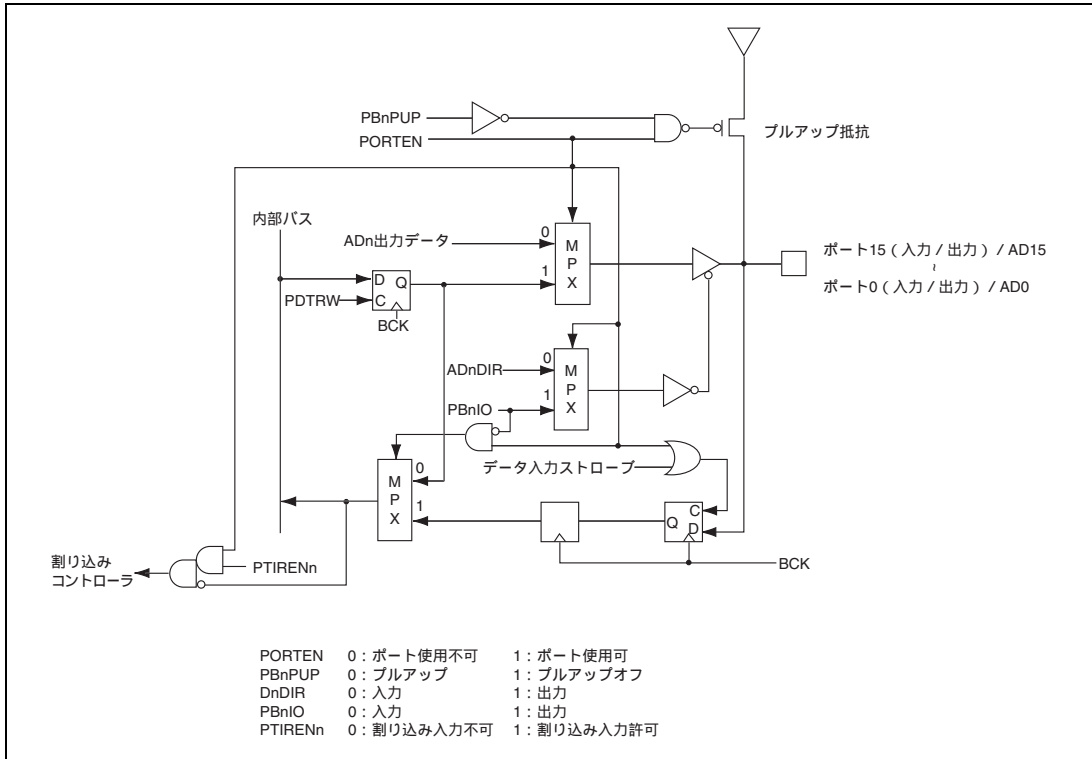 PBnPUP
PORTEN
プルアップ抵抗
内部バス
ADn出力データ
0
1
M
P
X
ポート15（入力 / 出力）/ AD15
~
ポート0（入力 / 出力）/ AD0
D Q
C
PDTRW
BCK
ADnDIR
0
1
M
P
X
PBnIO
データ入力ストローブ
M
P
X
0
1
Q
C
D
BCK
割り込み
コントローラ
PTIRENn
PORTEN 0：ポート使用不可 1：ポート使用可
PBnPUP 0：プルアップ 1：プルアップオフ
DnDIR 0：入力 1：出力
PBnIO 0：入力 1：出力
PTIRENn 0：割り込み入力不可 1：割り込み入力許可